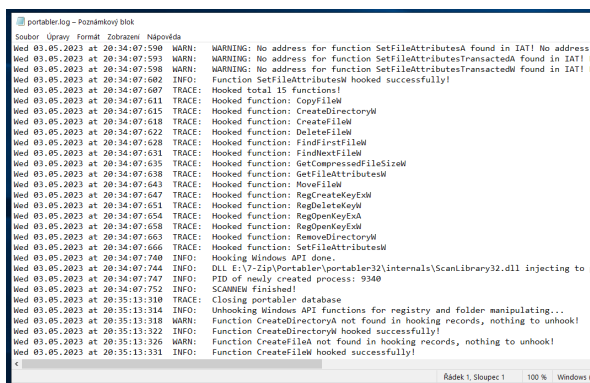 portabler.log – Poznámkový blok
Soubor Úpravy Formát Zobrazení Nápověda
Wed 03.05.2023 at 20:34:07:590 WARN: WARNING: No address for function SetFileAttributesA found in IAT! No address
Wed 03.05.2023 at 20:34:07:593 WARN: WARNING: No address for function SetFileAttributesTransactedA found in IAT!
Wed 03.05.2023 at 20:34:07:598 WARN: WARNING: No address for function SetFileAttributesTransactedW found in IAT!
Wed 03.05.2023 at 20:34:07:602 INFO: Function SetFileAttributesW hooked successfully!
Wed 03.05.2023 at 20:34:07:607 TRACE: Hooked total 15 functions!
Wed 03.05.2023 at 20:34:07:611 TRACE: Hooked function: CopyFileW
Wed 03.05.2023 at 20:34:07:615 TRACE: Hooked function: CreateDirectoryW
Wed 03.05.2023 at 20:34:07:618 TRACE: Hooked function: CreateFileW
Wed 03.05.2023 at 20:34:07:622 TRACE: Hooked function: DeleteFileW
Wed 03.05.2023 at 20:34:07:628 TRACE: Hooked function: FindFirstFileW
Wed 03.05.2023 at 20:34:07:631 TRACE: Hooked function: FindNextFileW
Wed 03.05.2023 at 20:34:07:635 TRACE: Hooked function: GetCompressedFileSizeW
Wed 03.05.2023 at 20:34:07:638 TRACE: Hooked function: GetFileAttributesW
Wed 03.05.2023 at 20:34:07:643 TRACE: Hooked function: MoveFileW
Wed 03.05.2023 at 20:34:07:647 TRACE: Hooked function: RegCreateKeyExW
Wed 03.05.2023 at 20:34:07:651 TRACE: Hooked function: RegDeleteKeyW
Wed 03.05.2023 at 20:34:07:654 TRACE: Hooked function: RegOpenKeyExA
Wed 03.05.2023 at 20:34:07:658 TRACE: Hooked function: RegOpenKeyExW
Wed 03.05.2023 at 20:34:07:663 TRACE: Hooked function: RemoveDirectoryW
Wed 03.05.2023 at 20:34:07:666 TRACE: Hooked function: SetFileAttributesW
Wed 03.05.2023 at 20:34:07:740 INFO: Hooking Windows API done.
Wed 03.05.2023 at 20:34:07:744 INFO: DLL E:\7-Zip\Portabler\portabler32\internals\ScanLibrary32.dll injecting to
Wed 03.05.2023 at 20:34:07:747 INFO: PID of newly created process: 9340
Wed 03.05.2023 at 20:34:07:752 INFO: SCANNEW finished!
Wed 03.05.2023 at 20:35:13:310 TRACE: Closing portabler database
Wed 03.05.2023 at 20:35:13:314 INFO: Unhooking Windows API functions for registry and folder manipulating...
Wed 03.05.2023 at 20:35:13:318 WARN: Function CreateDirectoryA not found in hooking records, nothing to unhook!
Wed 03.05.2023 at 20:35:13:322 INFO: Function CreateDirectoryW hooked successfully!
Wed 03.05.2023 at 20:35:13:326 WARN: Function CreateFileA not found in hooking records, nothing to unhook!
Wed 03.05.2023 at 20:35:13:331 INFO: Function CreateFileW hooked successfully!
Řádek 1, Sloupec 1 100 % Windows